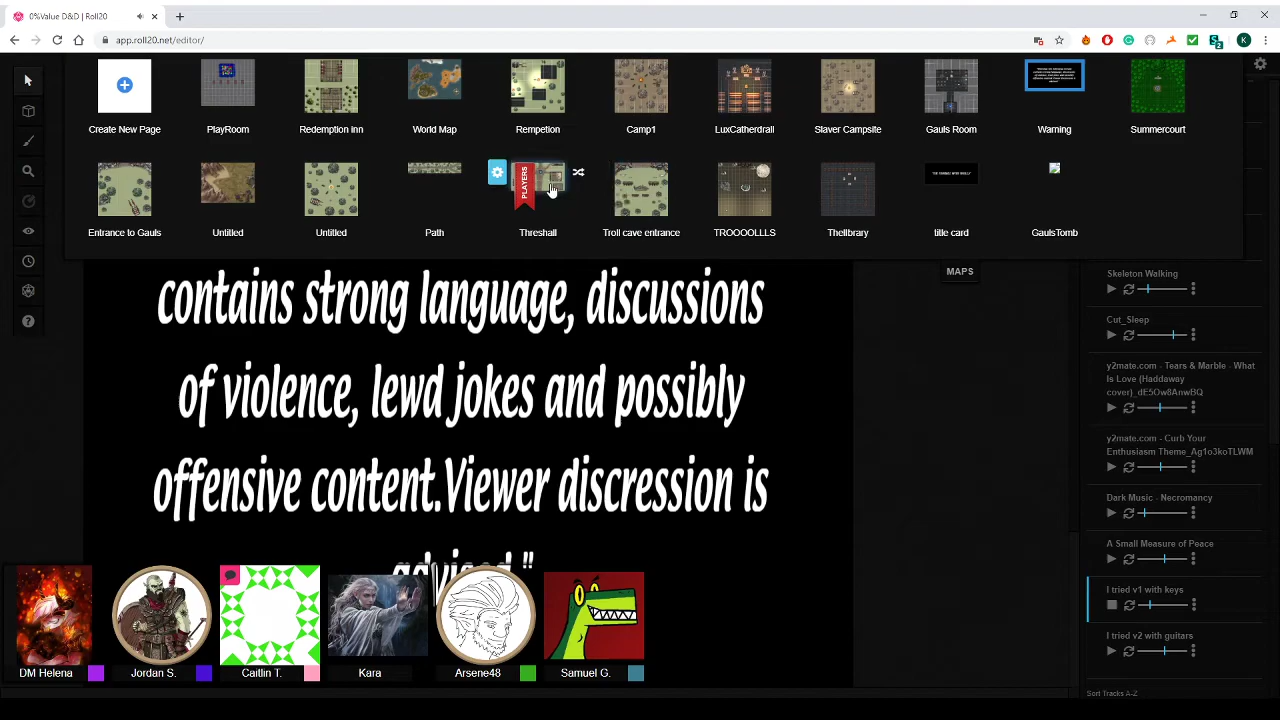 0%Value D&D | Roll20
app.roll20.net/editor/
K
Create New Page
PlayRoom
Redemption inn
World Map
Rempetion
Camp1
LuxCatherdrall
Slaver Campsite
Gauls Room
Warning
Summercourt
PLAYERS
Entrance to Gauls
Untitled
Untitled
Path
Threshall
Troll cave entrance
TROOOOLLLS
Thelibrary
title card
GaulsTomb
MAPS
contains strong language, discussions
of violence, lewd jokes and possibly
offensive content.Viewer discression is
advised."
Skeleton Walking
Cut_Sleep
y2mate.com - Tears & Marble - What
Is Love (Haddaway
cover)_dE5Ow8AnwBQ
y2mate.com - Curb Your
Enthusiasm Theme_Ag1o3koTLWM
Dark Music - Necromancy
A Small Measure of Peace
I tried v1 with keys
I tried v2 with guitars
Sort Tracks A-Z
DM Helena
Jordan S.
Caitlin T.
Kara
Arsene48
Samuel G.